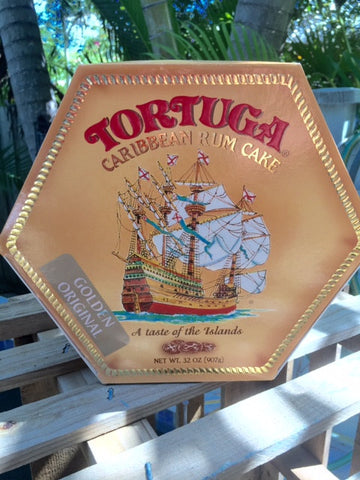 TORTUGA®
CARIBBEAN RUM CAKE
GOLDEN
ORIGINAL
A taste of the Islands
NET WT. 32 OZ (907g)